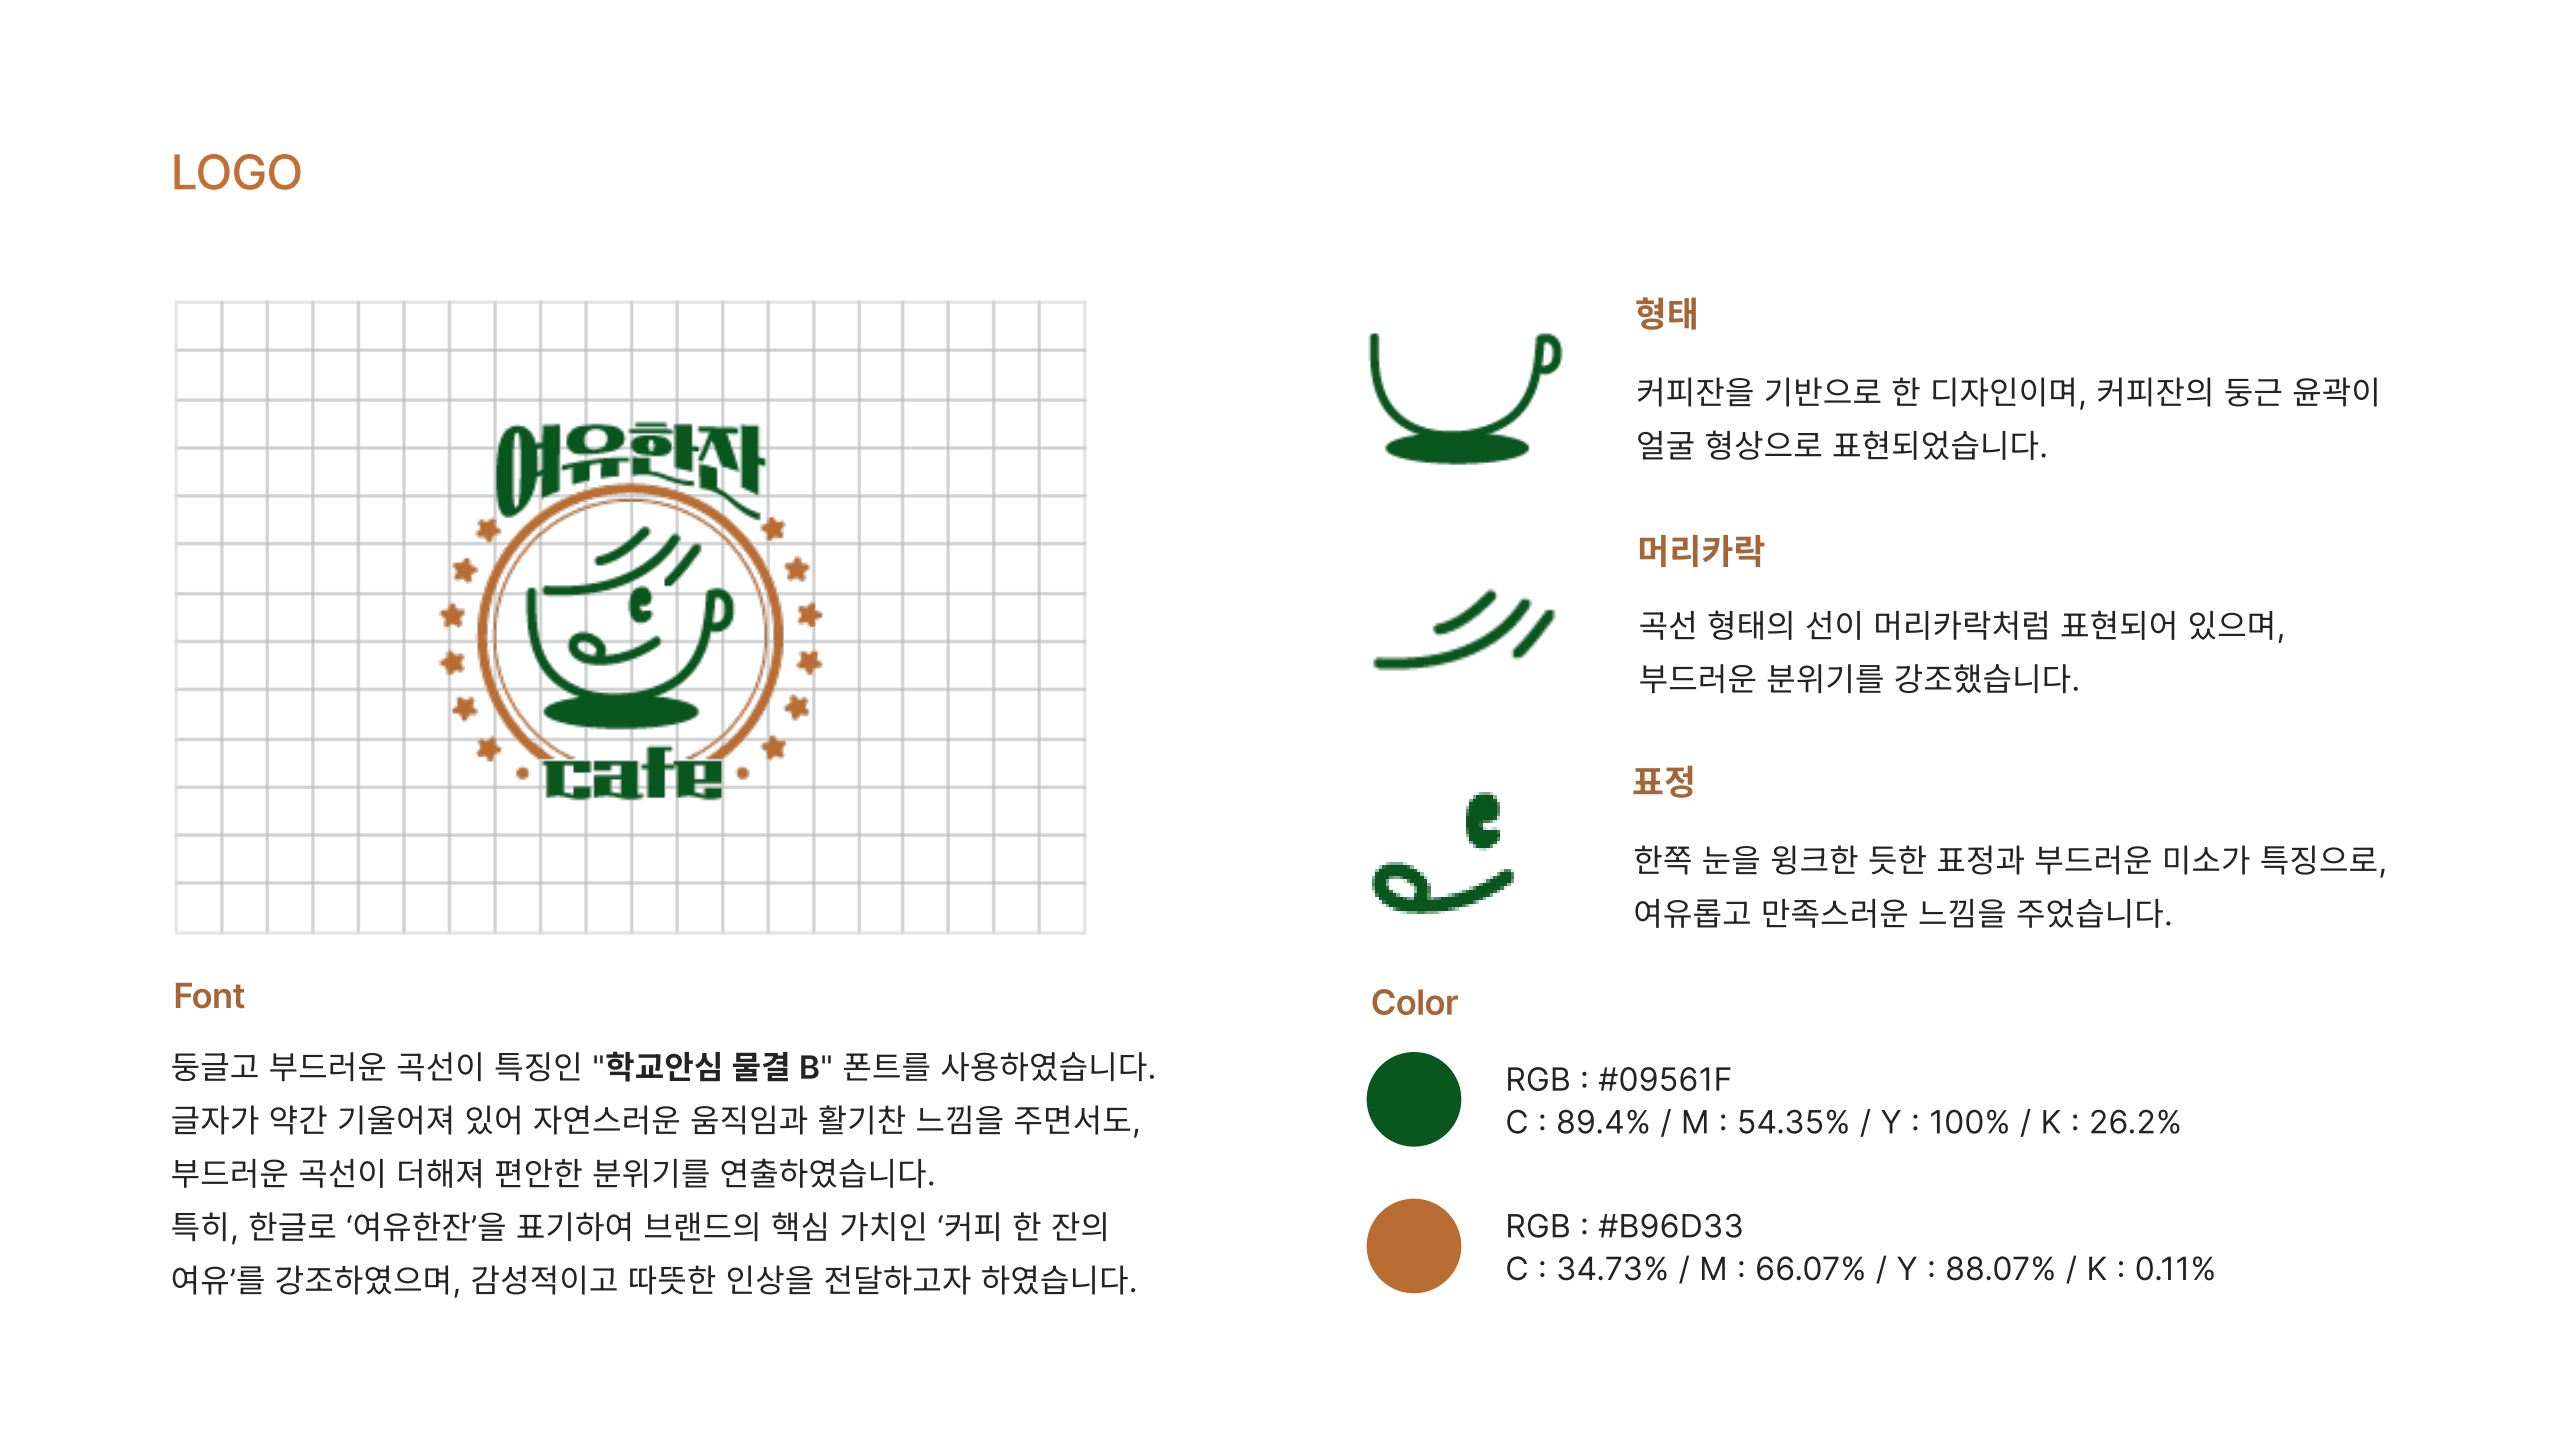 LOGO
여유한잔
cafe
Font
둥글고 부드러운 곡선이 특징인 "학교안심 물결 B" 폰트를 사용하였습니다.
글자가 약간 기울어져 있어 자연스러운 움직임과 활기찬 느낌을 주면서도,
부드러운 곡선이 더해져 편안한 분위기를 연출하였습니다.
특히, 한글로 ‘여유한잔’을 표기하여 브랜드의 핵심 가치인 ‘커피 한 잔의
여유’를 강조하였으며, 감성적이고 따뜻한 인상을 전달하고자 하였습니다.
형태
커피잔을 기반으로 한 디자인이며, 커피잔의 둥근 윤곽이
얼굴 형상으로 표현되었습니다.
머리카락
곡선 형태의 선이 머리카락처럼 표현되어 있으며,
부드러운 분위기를 강조했습니다.
표정
한쪽 눈을 윙크한 듯한 표정과 부드러운 미소가 특징으로,
여유롭고 만족스러운 느낌을 주었습니다.
Color
RGB : #09561F
C : 89.4% / M : 54.35% / Y : 100% / K : 26.2%
RGB : #B96D33
C : 34.73% / M : 66.07% / Y : 88.07% / K : 0.11%